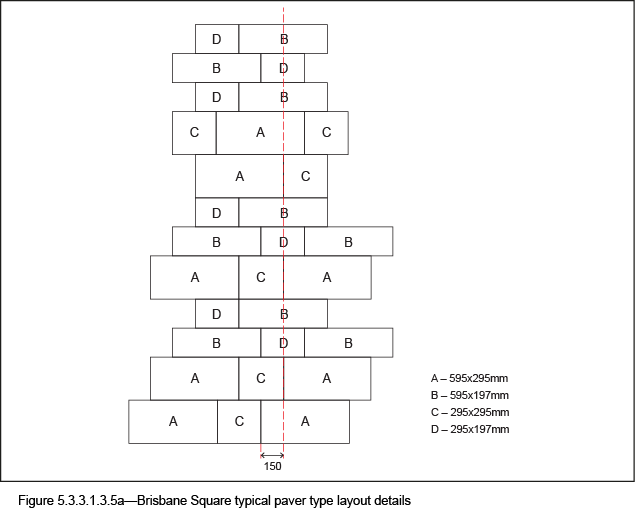 D B
B D
D B
C A C
A C
D B
B D B
A C A
D B
B D B
A C A
A C A
A – 595x295mm
B – 595x197mm
C – 295x295mm
D – 295x197mm
150
Figure 5.3.3.1.3.5a—Brisbane Square typical paver type layout details